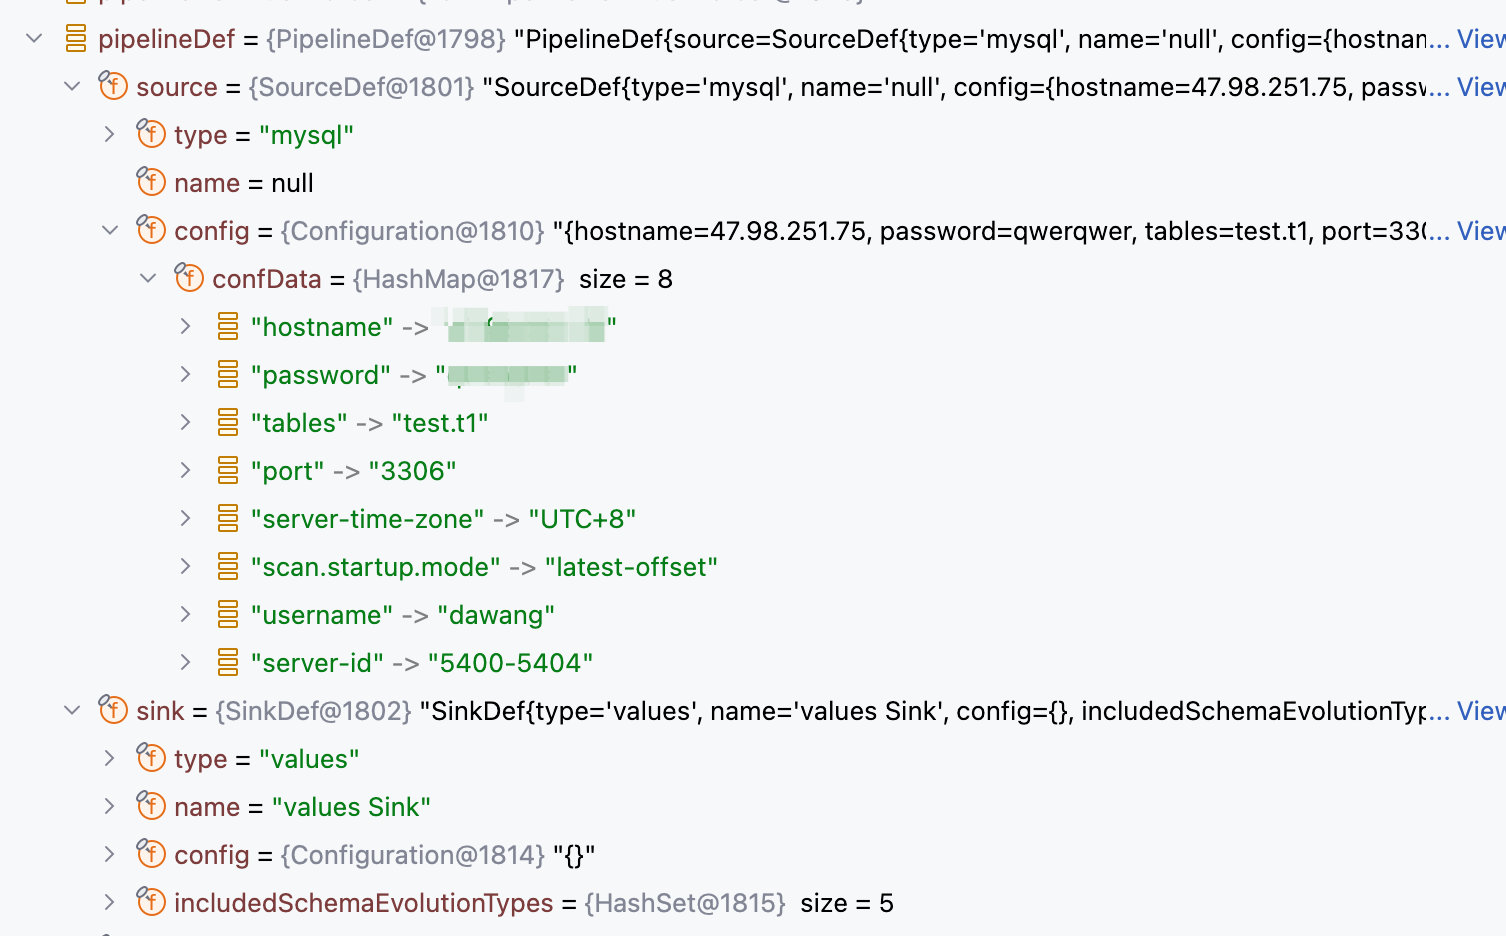 pipelineDef = {PipelineDef@1798} "PipelineDef{source=SourceDef{type='mysql', name='null', config={hostnan... View
source = {SourceDef@1801} "SourceDef{type='mysql', name='null', config={hostname=47.98.251.75, passw... View
type = "mysql"
name = null
config = {Configuration@1810} "{hostname=47.98.251.75, password=qwerqwer, tables=test.t1, port=330... View
confData = {HashMap@1817} size = 8
"hostname" -> "
"password" -> " "
"tables" -> "test.t1"
"port" -> "3306"
"server-time-zone" -> "UTC+8"
"scan.startup.mode" -> "latest-offset"
"username" -> "dawang"
"server-id" -> "5400-5404"
sink = {SinkDef@1802} "SinkDef{type='values', name='values Sink', config={}, includedSchemaEvolutionTyp... View
type = "values"
name = "values Sink"
config = {Configuration@1814} "{}"
includedSchemaEvolutionTypes = {HashSet@1815} size = 5